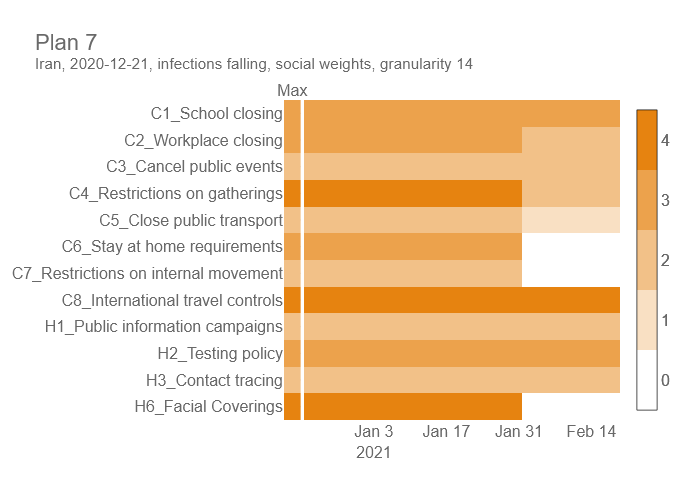 Plan 7
Iran, 2020-12-21, infections falling, social weights, granularity 14
Max
C1_School closing
C2_Workplace closing
C3_Cancel public events
C4_Restrictions on gatherings
C5_Close public transport
C6_Stay at home requirements
C7_Restrictions on internal movement
C8_International travel controls
H1_Public information campaigns
H2_Testing policy
H3_Contact tracing
H6_Facial Coverings
4
3
2
1
0
Jan 3 Jan 17 Jan 31 Feb 14
2021